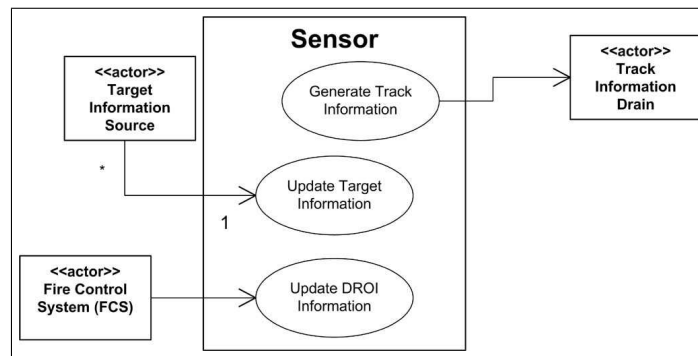 Sensor
<<actor>>
Target
Information
Source
Generate Track
Information
<<actor>>
Track
Information
Drain
*
Update Target
Information
1
<<actor>>
Fire Control
System (FCS)
Update DROI
Information